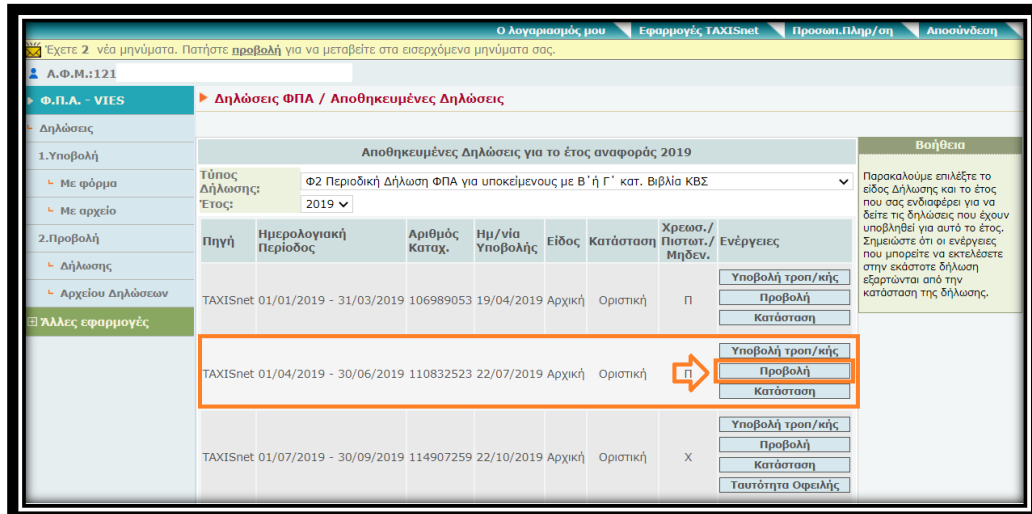 Ο λογαριασμός μου Εφαρμογές TAXISnet Προσωπ.Πληρ/ση Αποσύνδεση
Έχετε 2 νέα μηνύματα. Πατήστε προβολή για να μεταβείτε στα εισερχόμενα μηνύματα σας.
Α.Φ.Μ.:121
Φ.Π.Α. - VIES
Δηλώσεις
1.Υποβολή
Με φόρμα
Με αρχείο
2.Προβολή
Δήλωσης
Αρχείου Δηλώσεων
Άλλες εφαρμογές
Δηλώσεις ΦΠΑ / Αποθηκευμένες Δηλώσεις
Αποθηκευμένες Δηλώσεις για το έτος αναφοράς 2019
Τύπος Δήλωσης: Φ2 Περιοδική Δήλωση ΦΠΑ για υποκείμενους με Β΄ή Γ΄ κατ. Βιβλία ΚΒΣ
Έτος: 2019
Πηγή Ημερολογιακή Περίοδος Αριθμός Καταχ. Ημ/νία Υποβολής Είδος Κατάσταση Χρεωσ./ Πιστωτ./ Μηδεν. Ενέργειες
TAXISnet 01/01/2019 - 31/03/2019 106989053 19/04/2019 Αρχική Οριστική Π
Υποβολή τροπ/κής
Προβολή
Κατάσταση
TAXISnet 01/04/2019 - 30/06/2019 110832523 22/07/2019 Αρχική Οριστική Π
Υποβολή τροπ/κής
Προβολή
Κατάσταση
TAXISnet 01/07/2019 - 30/09/2019 114907259 22/10/2019 Αρχική Οριστική Χ
Υποβολή τροπ/κής
Προβολή
Κατάσταση
Ταυτότητα Οφειλής
Βοήθεια
Παρακαλούμε επιλέξτε το
είδος Δήλωσης και το έτος
που σας ενδιαφέρει για να
δείτε τις δηλώσεις που έχουν
υποβληθεί για αυτό το έτος.
Σημειώστε ότι οι ενέργειες
που μπορείτε να εκτελέσετε
στην εκάστοτε δήλωση
εξαρτώνται από την
κατάσταση της δήλωσης.